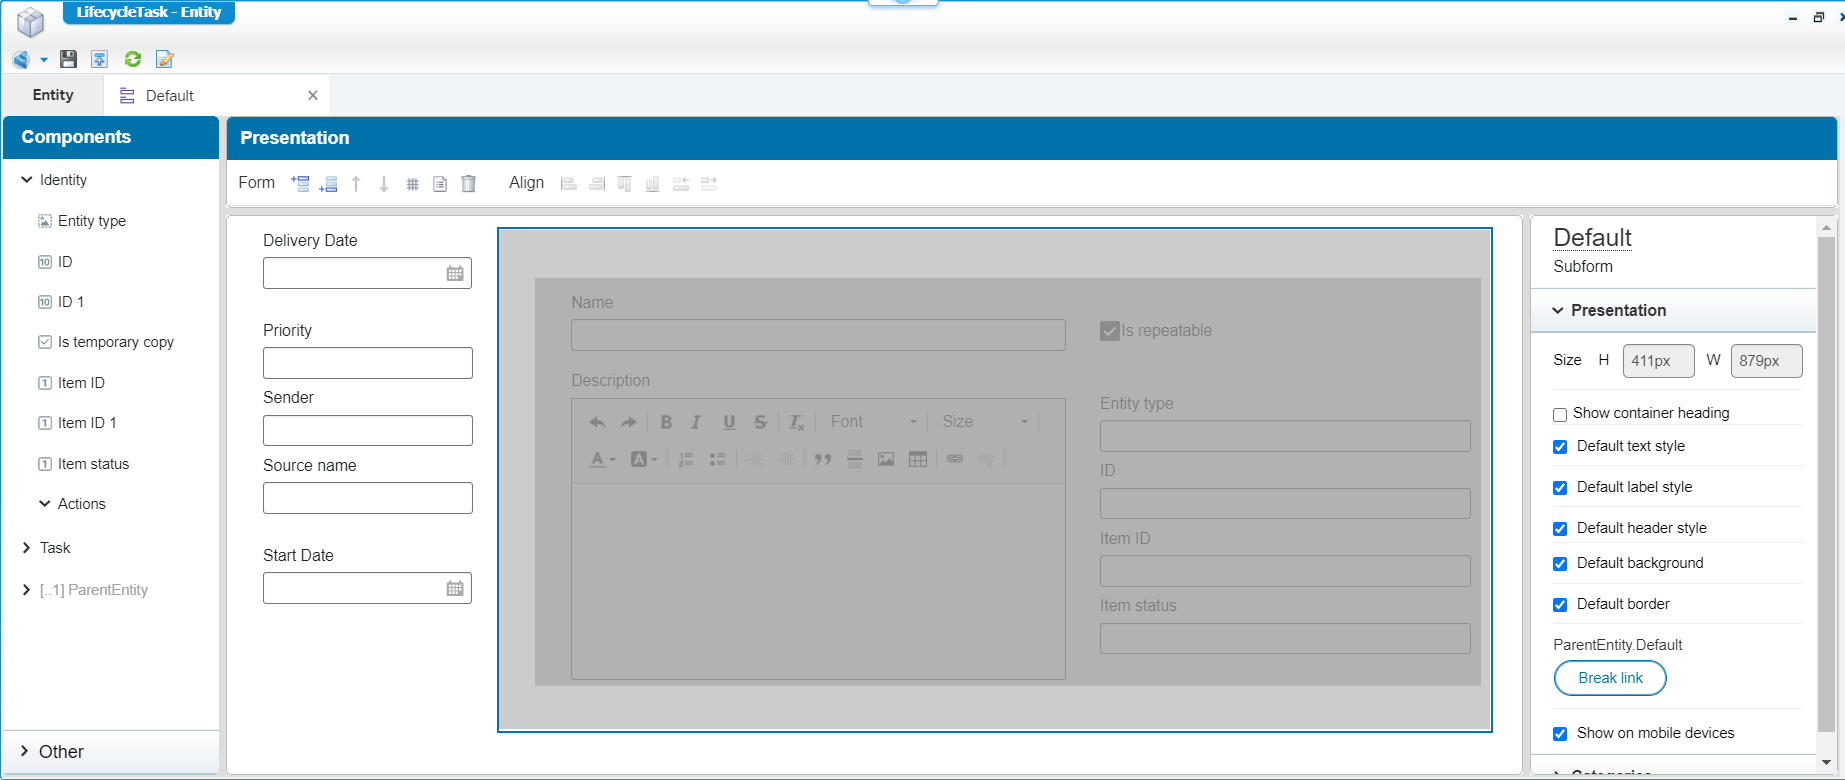 LifecycleTask - Entity
Entity
Default
Components
Identity
Entity type
ID
ID 1
Is temporary copy
Item ID
Item ID 1
Item status
Actions
Task
[..1] ParentEntity
Other
Presentation
Form
Align
Delivery Date
Priority
Sender
Source name
Start Date
Name
Is repeatable
Description
Font
Size
Entity type
ID
Item ID
Item status
Default
Subform
Presentation
Size H 411px W 879px
Show container heading
Default text style
Default label style
Default header style
Default background
Default border
ParentEntity.Default
Break link
Show on mobile devices